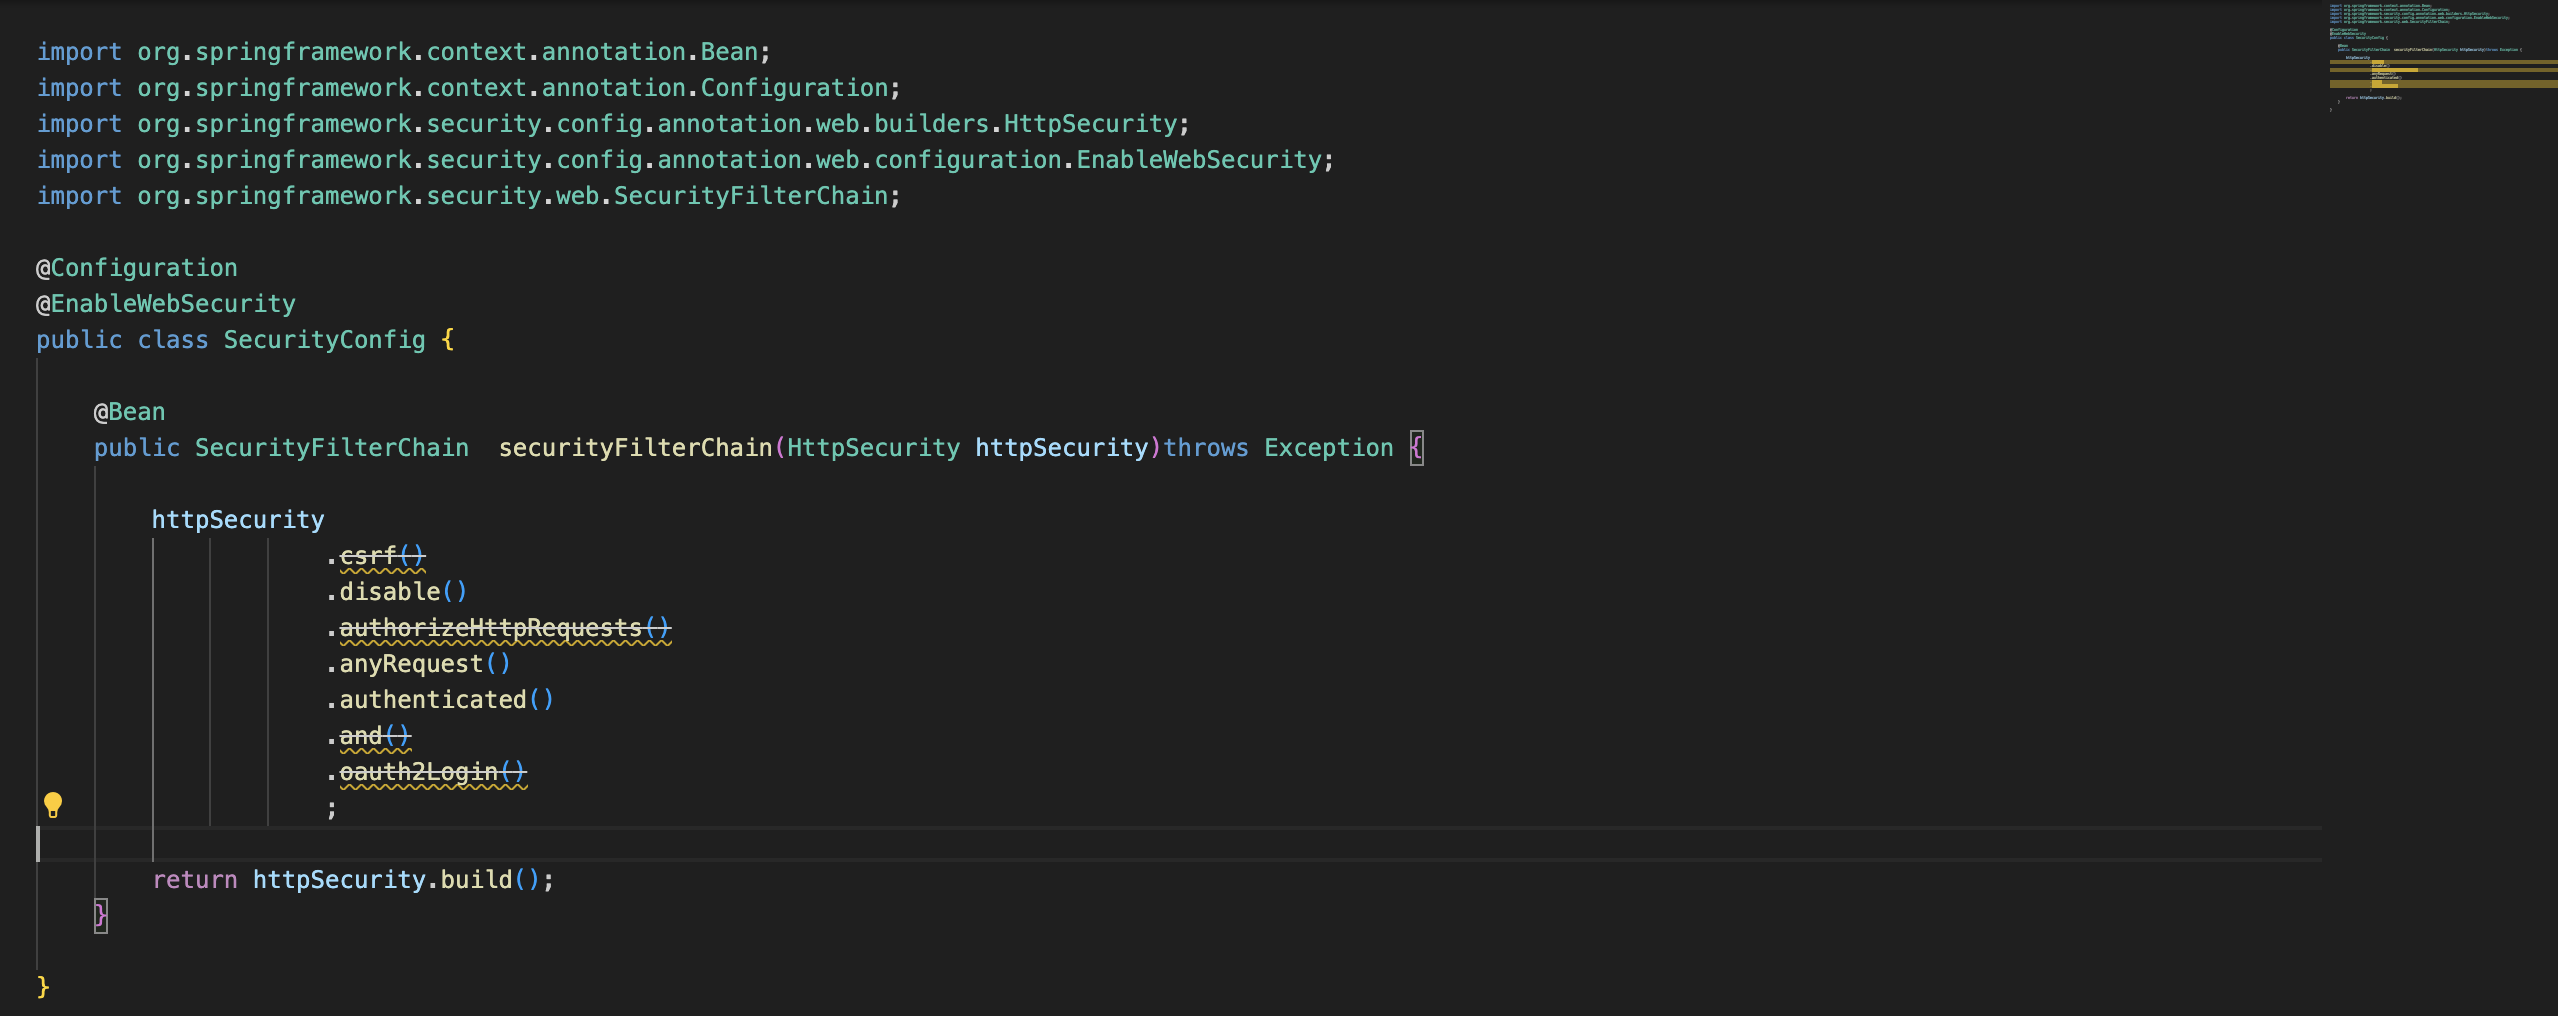 import org.springframework.context.annotation.Bean;
import org.springframework.context.annotation.Configuration;
import org.springframework.security.config.annotation.web.builders.HttpSecurity;
import org.springframework.security.config.annotation.web.configuration.EnableWebSecurity;
import org.springframework.security.web.SecurityFilterChain;
@Configuration
@EnableWebSecurity
public class SecurityConfig {
@Bean
public SecurityFilterChain  securityFilterChain(HttpSecurity httpSecurity)throws Exception {
httpSecurity
.csrf()
.disable()
.authorizeHttpRequests()
.anyRequest()
.authenticated()
.and()
.oauth2Login()
;
return httpSecurity.build();
}
}